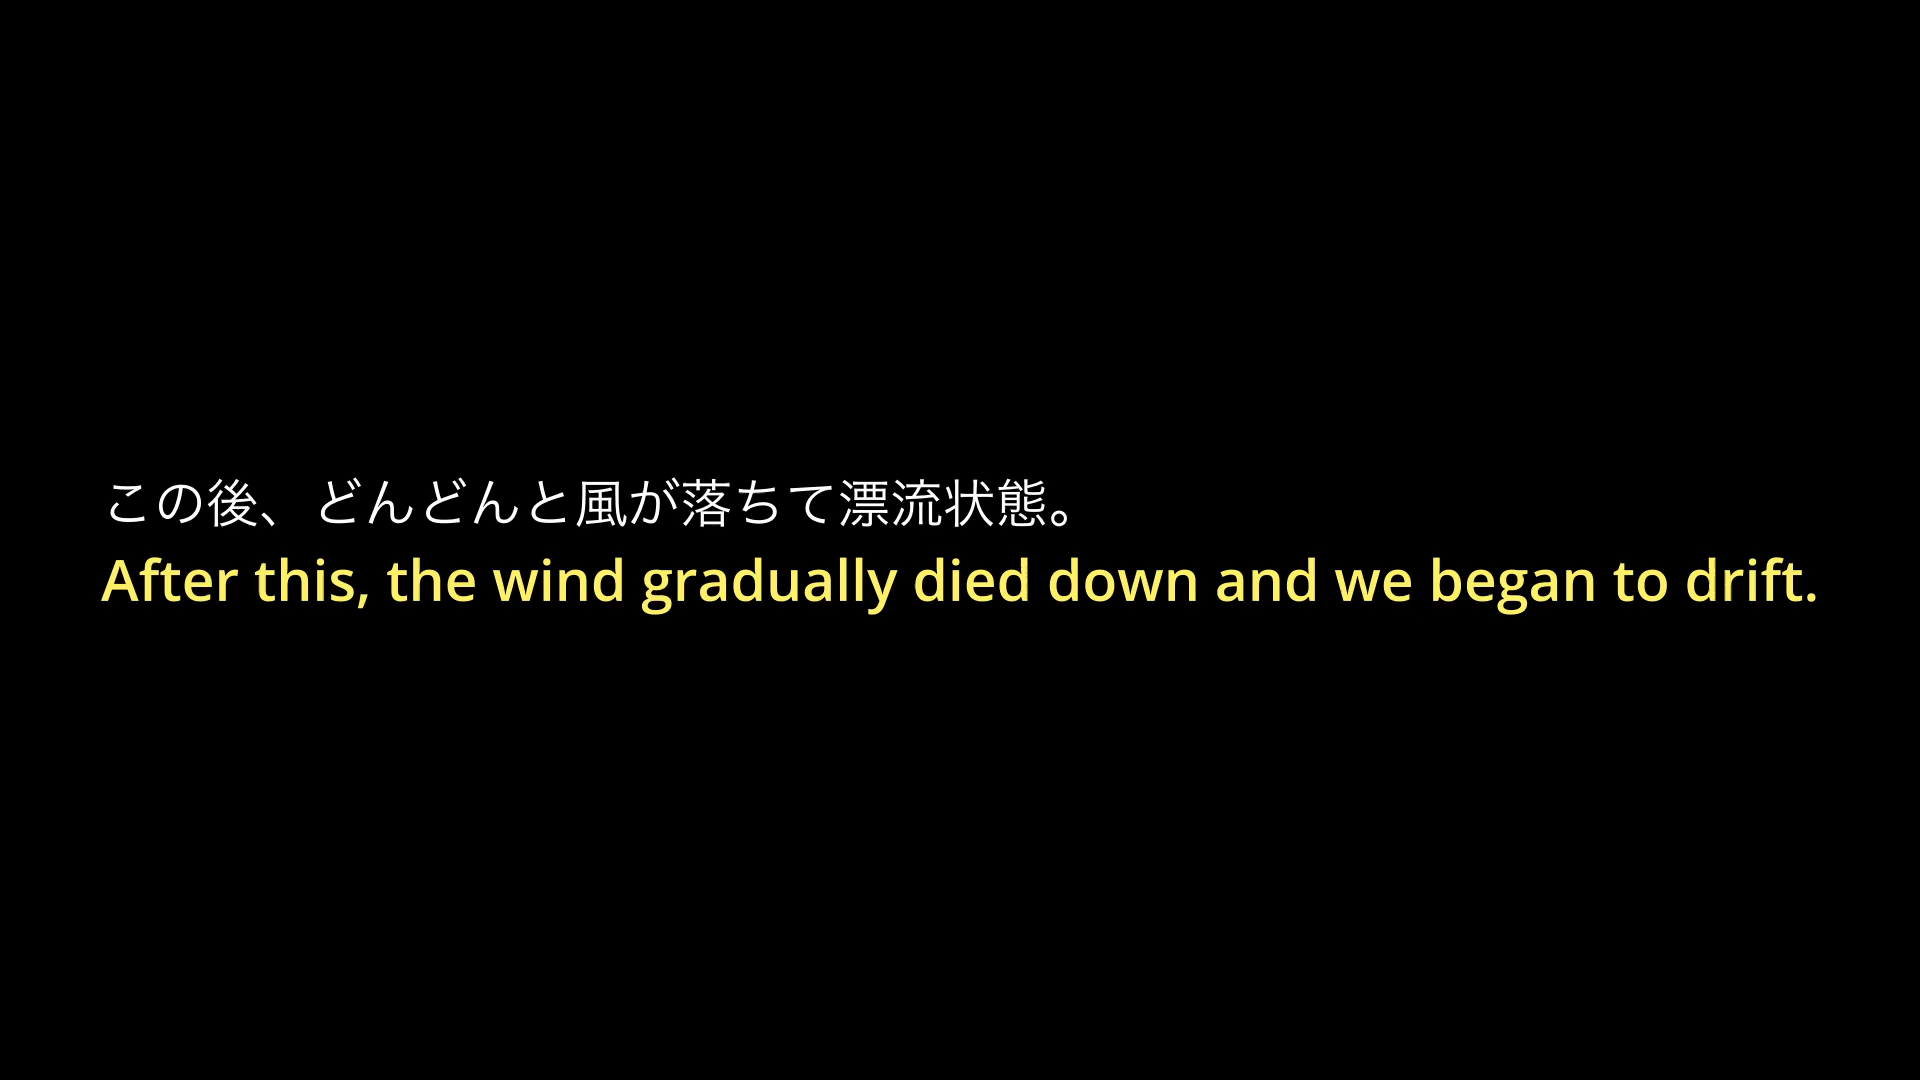 この後、どんどんと風が落ちて漂流状態。
After this, the wind gradually died down and we began to drift.